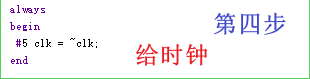 always
begin
#5 clk = ~clk;
end
第四步
给时钟